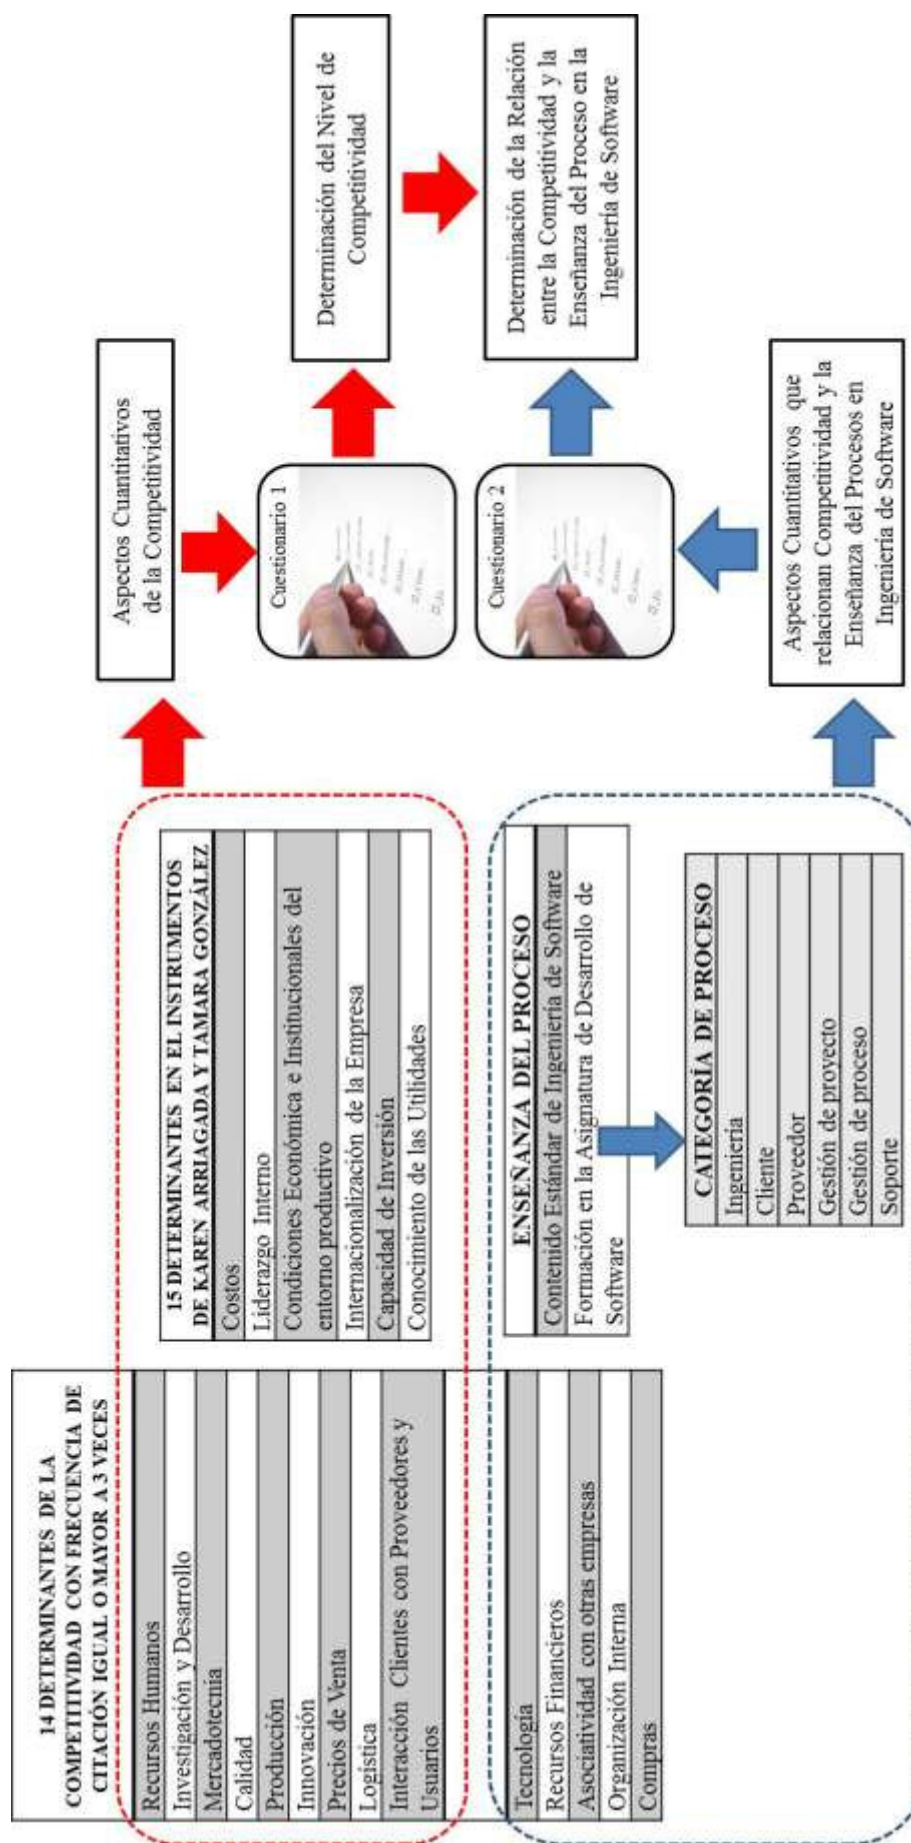 14 DETERMINANTES DE LA
COMPETITIVIDAD CON FRECUENCIA DE
CITACIÓN IGUAL O MAYOR A 3 VECES
Recursos Humanos
Investigación y Desarrollo
Mercadotecnía
Calidad
Producción
Innovación
Precios de Venta
Logística
Interacción Clientes con Proveedores y
Usuarios
Tecnología
Recursos Financieros
Asociatividad con otras empresas
Organización Interna
Compras
15 DETERMINANTES EN EL INSTRUMENTOS
DE KAREN ARRIAGADA Y TAMARA GONZÁLEZ
Costos
Liderazgo Interno
Condiciones Económica e Institucionales del
entorno productivo
Internacionalización de la Empresa
Capacidad de Inversión
Conocimiento de las Utilidades
ENSEÑANZA DEL PROCESO
Contenido Estándar de Ingeniería de Software
Formación en la Asignatura de Desarrollo de
Software
CATEGORÍA DE PROCESO
Ingeniería
Cliente
Proveedor
Gestión de proyecto
Gestión de proceso
Soporte
Aspectos Cuantitativos
de la Competitividad
Cuestionario 1
Cuestionario 2
Aspectos Cuantitativos que
relacionan Competitividad y la
Enseñanza del Procesos en
Ingeniería de Software
Determinación del Nivel de
Competitividad
Determinación de la Relación
entre la Competitividad y la
Enseñanza del Proceso en la
Ingeniería de Software